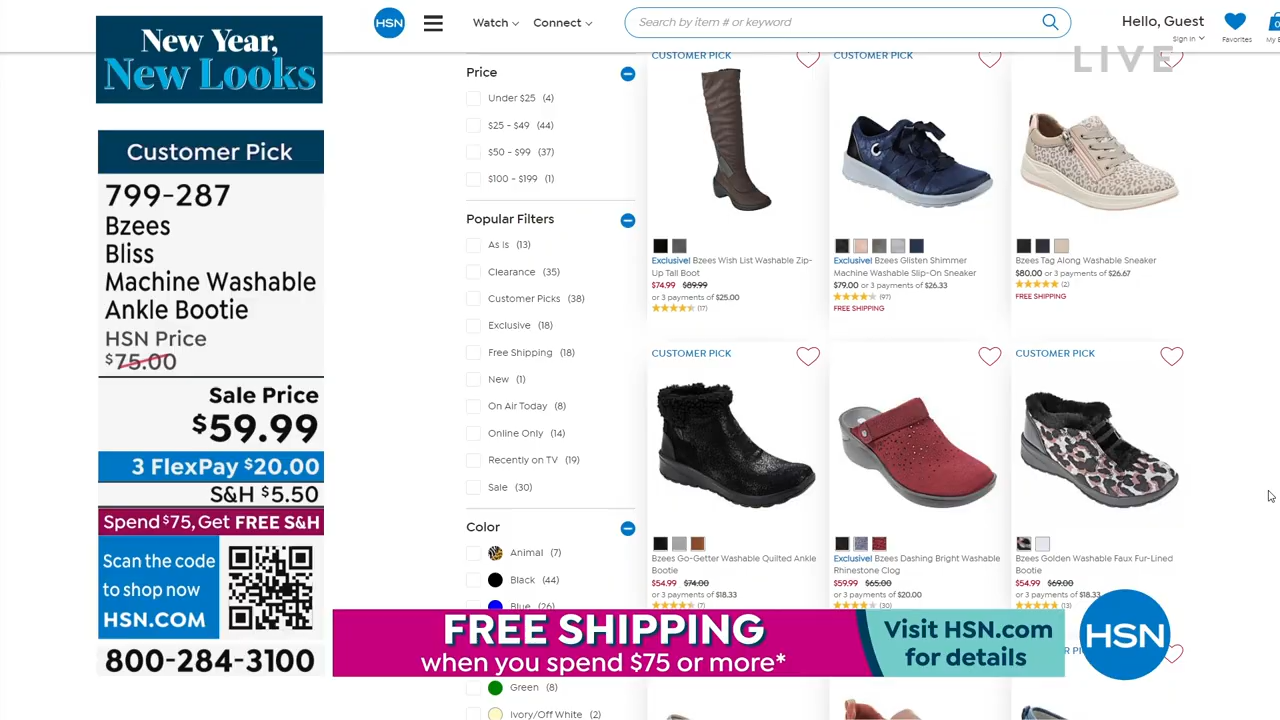 New Year,
New Looks
Customer Pick
799-287
Bzees
Bliss
Machine Washable
Ankle Bootie
HSN Price
$75.00
Sale Price
$59.99
3 FlexPay $20.00
S&H $5.50
Spend $75, Get FREE S&H
Scan the code
to shop now
HSN.COM
800-284-3100
HSN
Watch
Connect
Search by item # or keyword
Hello, Guest
Sign In
Favorites
0
LIVE
Price
Under $25 (4)
$25 - $49 (44)
$50 - $99 (37)
$100 - $199 (1)
Popular Filters
As Is (13)
Clearance (35)
Customer Picks (38)
Exclusive (18)
Free Shipping (18)
New (1)
On Air Today (8)
Online Only (14)
Recently on TV (19)
Sale (30)
Color
Animal (7)
Black (44)
Blue (26)
Green (8)
Ivory/Off White (2)
CUSTOMER PICK
Exclusive! Bzees Wish List Washable Zip-
Up Tall Boot
$74.99 $89.99
or 3 payments of $25.00
(17)
CUSTOMER PICK
Exclusive! Bzees Glisten Shimmer
Machine Washable Slip-On Sneaker
$79.00 or 3 payments of $26.33
(97)
FREE SHIPPING
Bzees Tag Along Washable Sneaker
$80.00 or 3 payments of $26.67
(2)
FREE SHIPPING
CUSTOMER PICK
Bzees Go-Getter Washable Quilted Ankle
Bootie
$54.99 $74.00
or 3 payments of $18.33
(7)
CUSTOMER PICK
Exclusive! Bzees Dashing Bright Washable
Rhinestone Clog
$59.99 $65.00
or 3 payments of $20.00
(30)
CUSTOMER PICK
Bzees Golden Washable Faux Fur-Lined
Bootie
$54.99 $69.00
or 3 payments of $18.33
(13)
FREE SHIPPING
when you spend $75 or more*
Visit HSN.com
for details
HSN